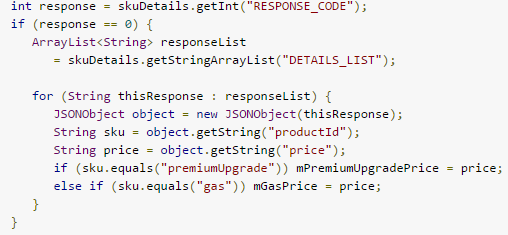 int response = skuDetails.getInt("RESPONSE_CODE");
if (response == 0) {
   ArrayList<String> responseList
      = skuDetails.getStringArrayList("DETAILS_LIST");

   for (String thisResponse : responseList) {
      JSONObject object = new JSONObject(thisResponse);
      String sku = object.getString("productId");
      String price = object.getString("price");
      if (sku.equals("premiumUpgrade")) mPremiumUpgradePrice = price;
      else if (sku.equals("gas")) mGasPrice = price;
   }
}